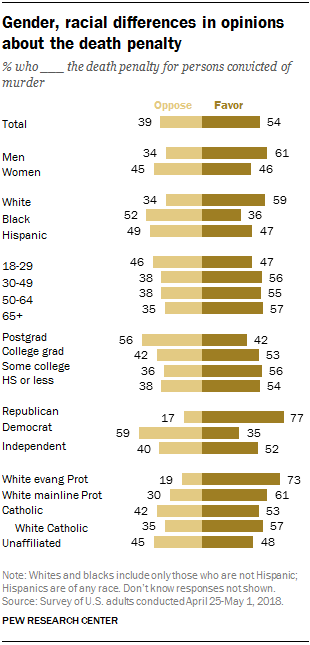 Gender, racial differences in opinions
about the death penalty
% who ___ the death penalty for persons convicted of
murder
Oppose Favor
Total 39 54
Men 34 61
Women 45 46
White 34 59
Black 52 36
Hispanic 49 47
18-29 46 47
30-49 38 56
50-64 38 55
65+ 35 57
Postgrad 56 42
College grad 42 53
Some college 36 56
HS or less 38 54
Republican 17 77
Democrat 59 35
Independent 40 52
White evang Prot 19 73
White mainline Prot 30 61
Catholic 42 53
White Catholic 35 57
Unaffiliated 45 48
Note: Whites and blacks include only those who are not Hispanic;
Hispanics are of any race. Don't know responses not shown.
Source: Survey of U.S. adults conducted April 25-May 1, 2018.
PEW RESEARCH CENTER